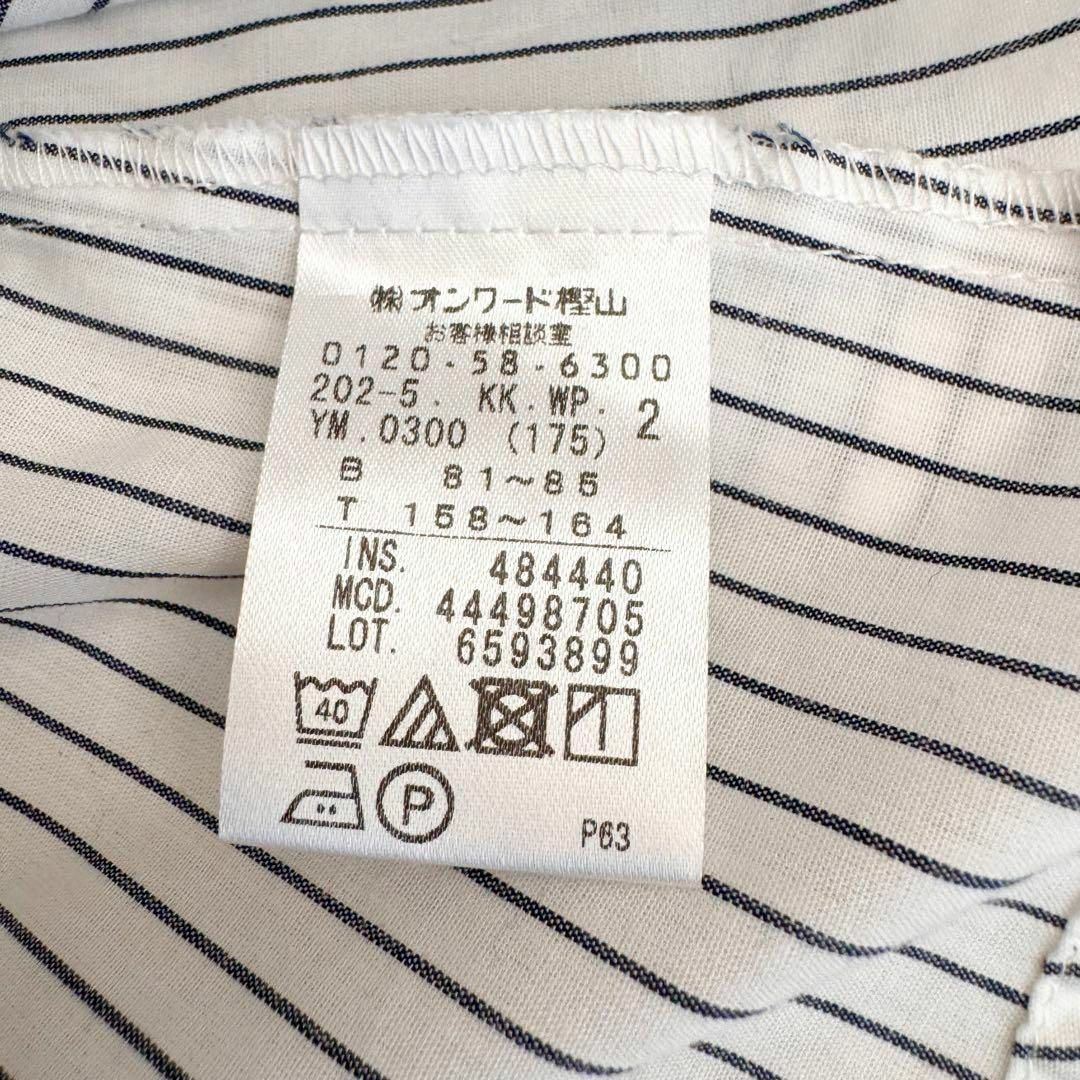 ㈱オンワード樫山
お客様相談室
0120-58-6300
202-5. KK.WP. 2
YM.0300 (175)
B 81~86
T 158~164
INS. 484440
MCD. 44498705
LOT. 6593899
40
P
P63